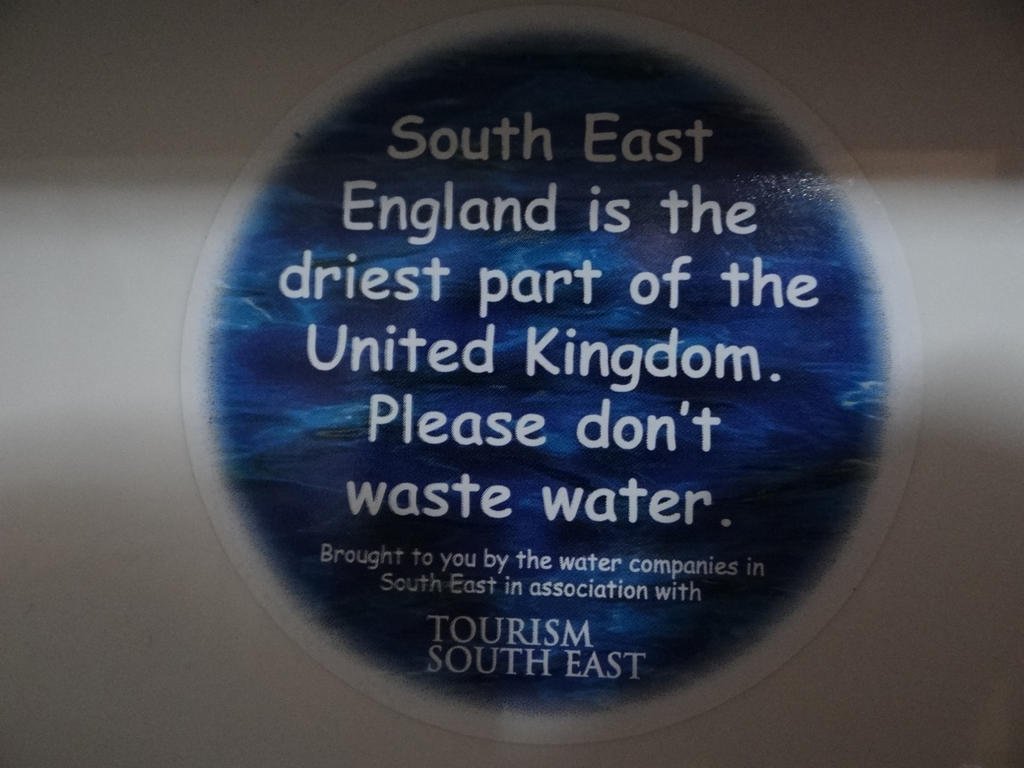 South East
England is the
driest part of the
United Kingdom.
Please don't
waste water.
Brought to you by the water companies in
South East in association with
TOURISM
SOUTH EAST